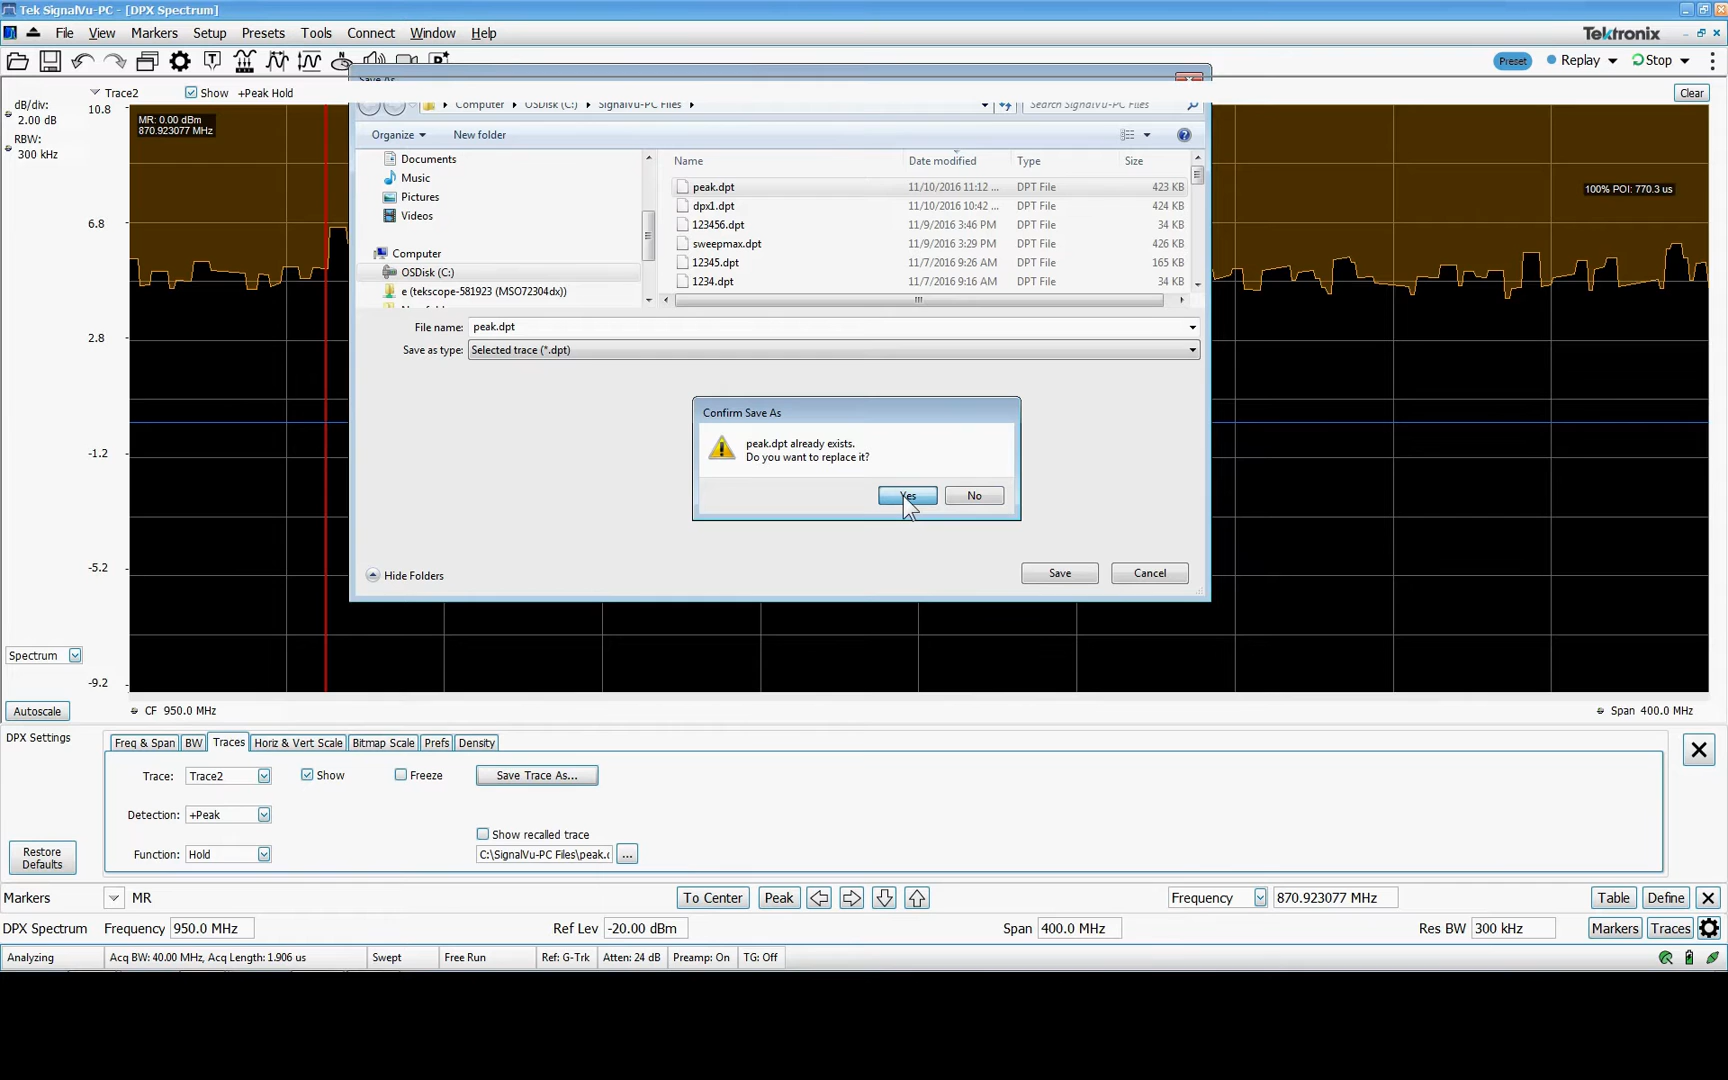 Tek SignalVu-PC - [DPX Spectrum]
File View Markers Setup Presets Tools Connect Window Help
Tektronix
Preset Replay Stop
Trace2 Show +Peak Hold
Clear
dB/div:
2.00 dB
RBW:
300 kHz
10.8
6.8
2.8
-1.2
-5.2
-9.2
MR: 0.00 dBm
870.923077 MHz
100% POI: 770.3 us
Save As
Computer OSDisk (C:) SignalVu-PC Files
Search SignalVu-PC Files
Organize New folder
Documents
Music
Pictures
Videos
Computer
OSDisk (C:)
e (tekscope-581923 (MSO72304dx))
Name Date modified Type Size
peak.dpt 11/10/2016 11:12 ... DPT File 423 KB
dpx1.dpt 11/10/2016 10:42 ... DPT File 424 KB
123456.dpt 11/9/2016 3:46 PM DPT File 34 KB
sweepmax.dpt 11/9/2016 3:29 PM DPT File 426 KB
12345.dpt 11/7/2016 9:26 AM DPT File 165 KB
1234.dpt 11/7/2016 9:16 AM DPT File 34 KB
File name: peak.dpt
Save as type: Selected trace (*.dpt)
Confirm Save As
peak.dpt already exists.
Do you want to replace it?
Yes No
Hide Folders
Save Cancel
Spectrum
Autoscale
CF 950.0 MHz
Span 400.0 MHz
DPX Settings
Freq & Span BW Traces Horiz & Vert Scale Bitmap Scale Prefs Density
Trace: Trace2 Show Freeze Save Trace As...
Detection: +Peak
Show recalled trace
Function: Hold C:\SignalVu-PC Files\peak.c ...
Restore
Defaults
Markers MR To Center Peak Frequency 870.923077 MHz Table Define
DPX Spectrum Frequency 950.0 MHz Ref Lev -20.00 dBm Span 400.0 MHz Res BW 300 kHz Markers Traces
Analyzing Acq BW: 40.00 MHz, Acq Length: 1.906 us Swept Free Run Ref: G-Trk Atten: 24 dB Preamp: On TG: Off